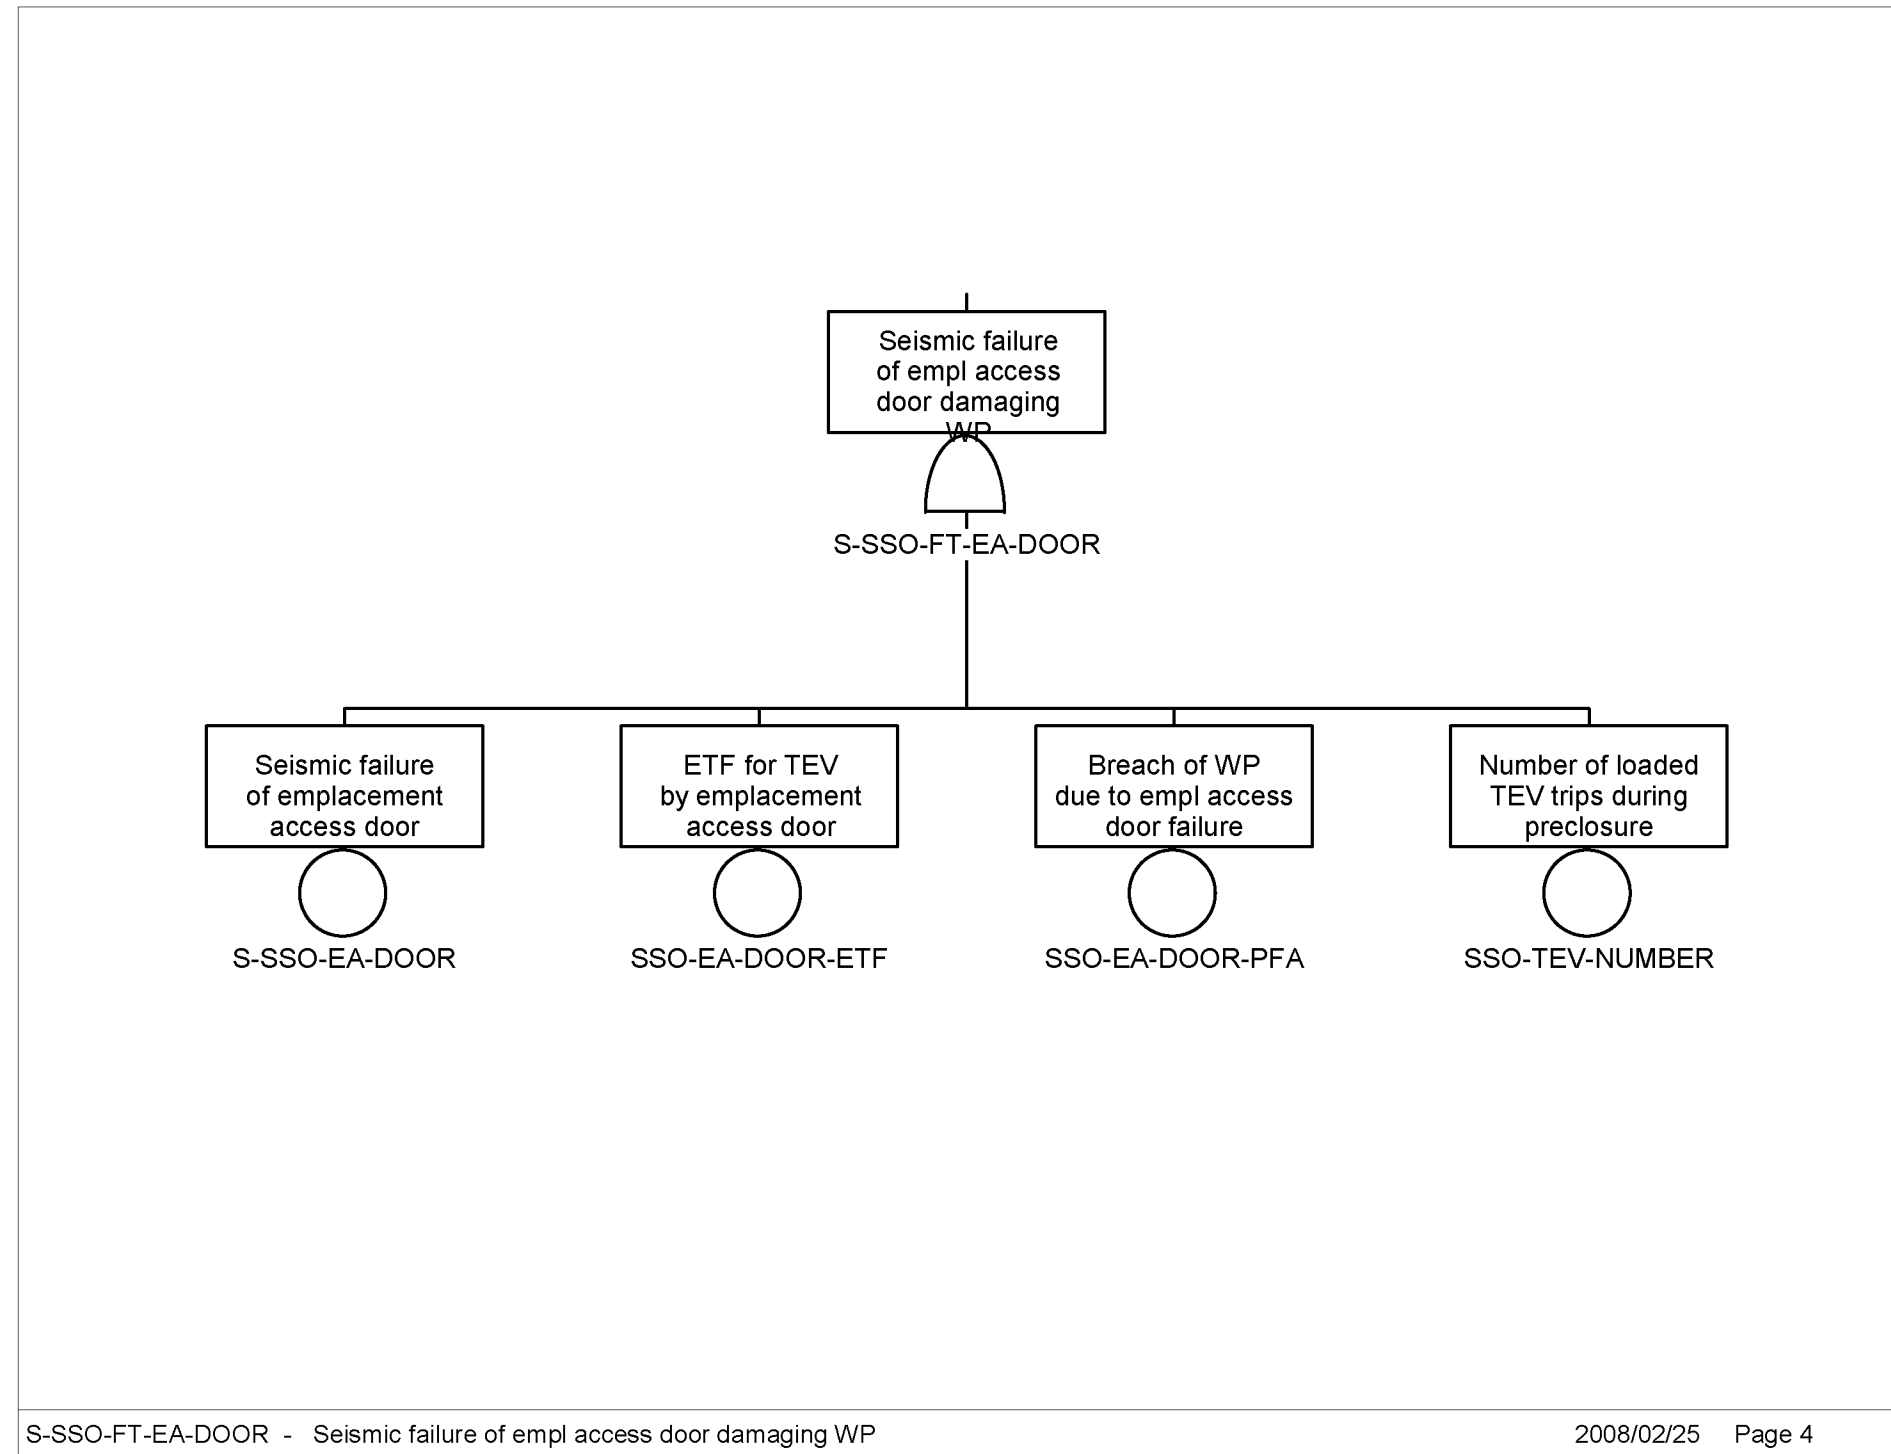 Seismic failure
of empl access
door damaging
WP
S-SSO-FT-EA-DOOR
Seismic failure
of emplacement
access door
S-SSO-EA-DOOR
ETF for TEV
by emplacement
access door
SSO-EA-DOOR-ETF
Breach of WP
due to empl access
door failure
SSO-EA-DOOR-PFA
Number of loaded
TEV trips during
preclosure
SSO-TEV-NUMBER
S-SSO-FT-EA-DOOR - Seismic failure of empl access door damaging WP
2008/02/25 Page 4